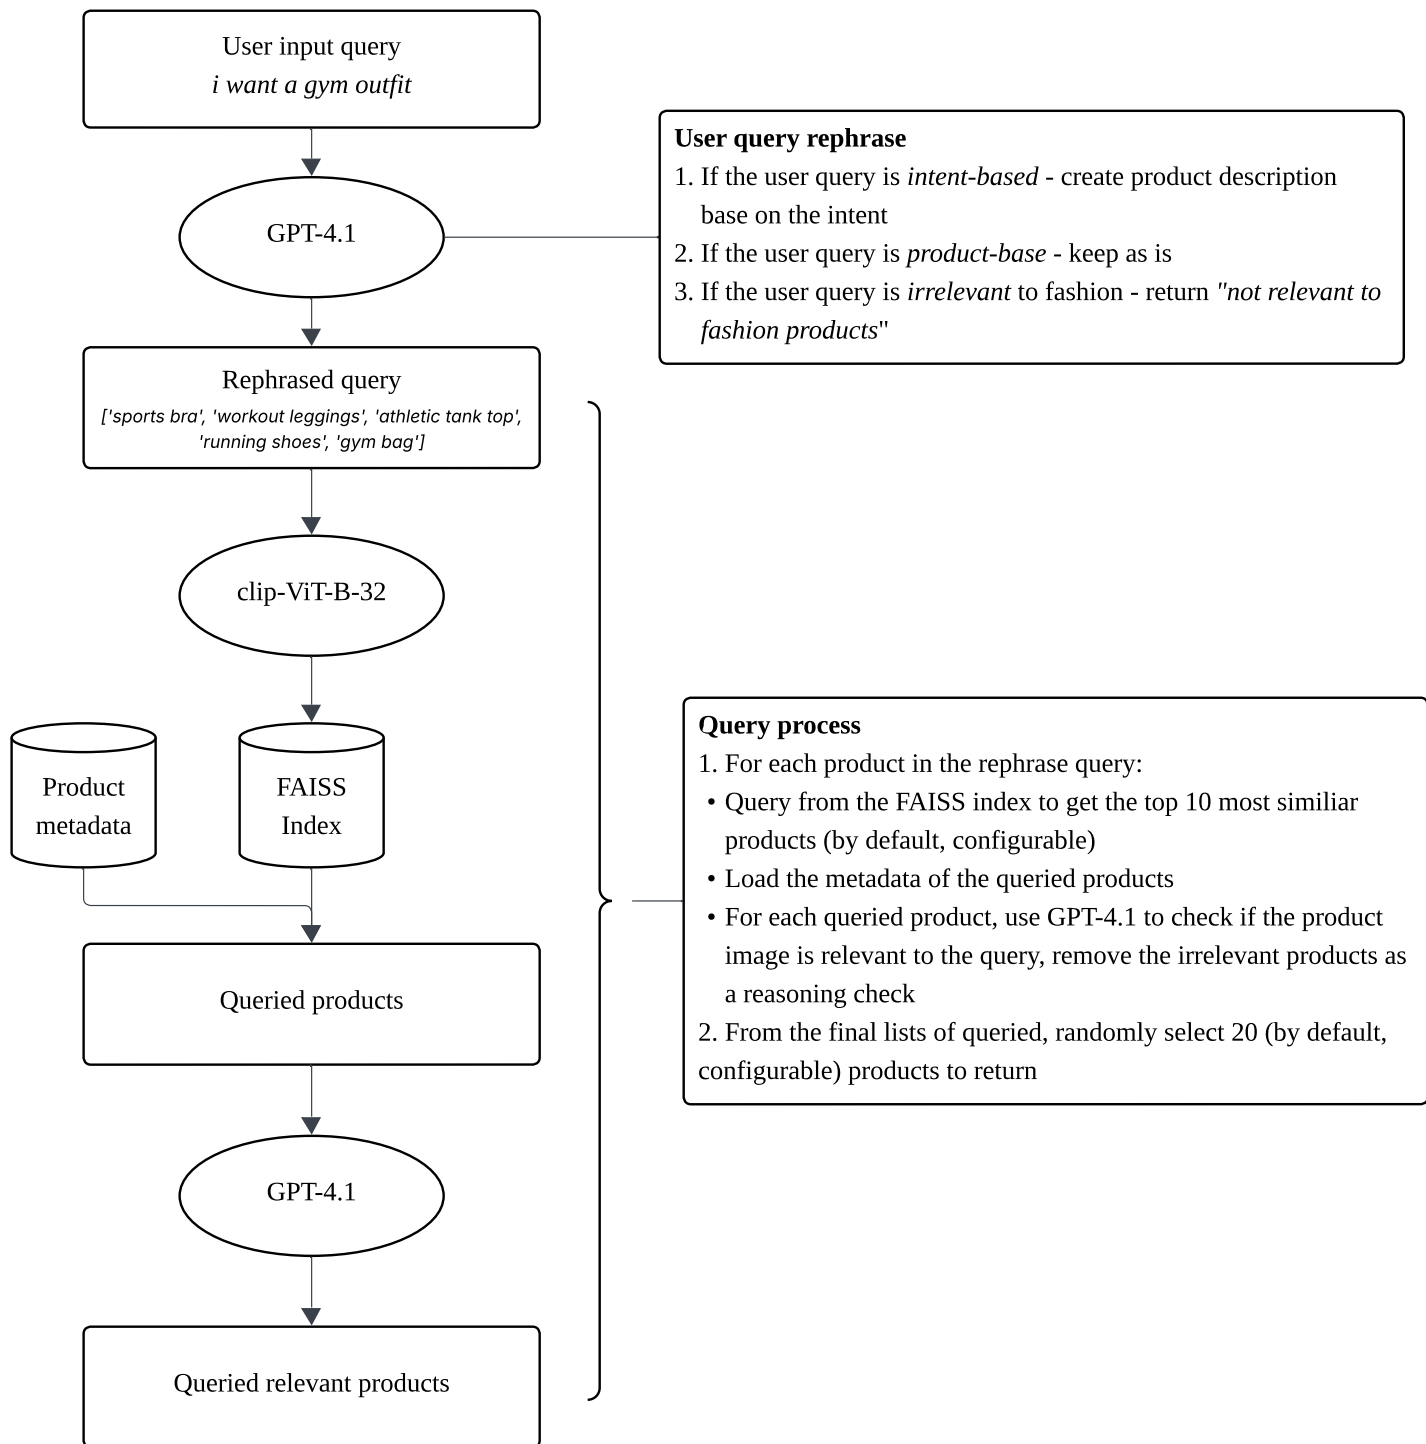 User input query
i want a gym outfit
GPT-4.1
User query rephrase
1. If the user query is intent-based - create product description
base on the intent
2. If the user query is product-base - keep as is
3. If the user query is irrelevant to fashion - return "not relevant to
fashion products"
Rephrased query
['sports bra', 'workout leggings', 'athletic tank top',
'running shoes', 'gym bag']
clip-ViT-B-32
Product
metadata
FAISS
Index
Query process
1. For each product in the rephrase query:
• Query from the FAISS index to get the top 10 most similiar
products (by default, configurable)
• Load the metadata of the queried products
• For each queried product, use GPT-4.1 to check if the product
image is relevant to the query, remove the irrelevant products as
a reasoning check
2. From the final lists of queried, randomly select 20 (by default,
configurable) products to return
Queried products
GPT-4.1
Queried relevant products